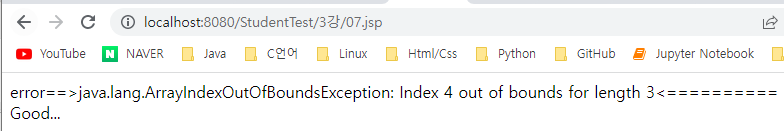 localhost:8080/StudentTest/3강/07.jsp
YouTube NAVER Java C언어 Linux Html/Css Python GitHub Jupyter Notebook
error==>java.lang.ArrayIndexOutOfBoundsException: Index 4 out of bounds for length 3<==========
Good...